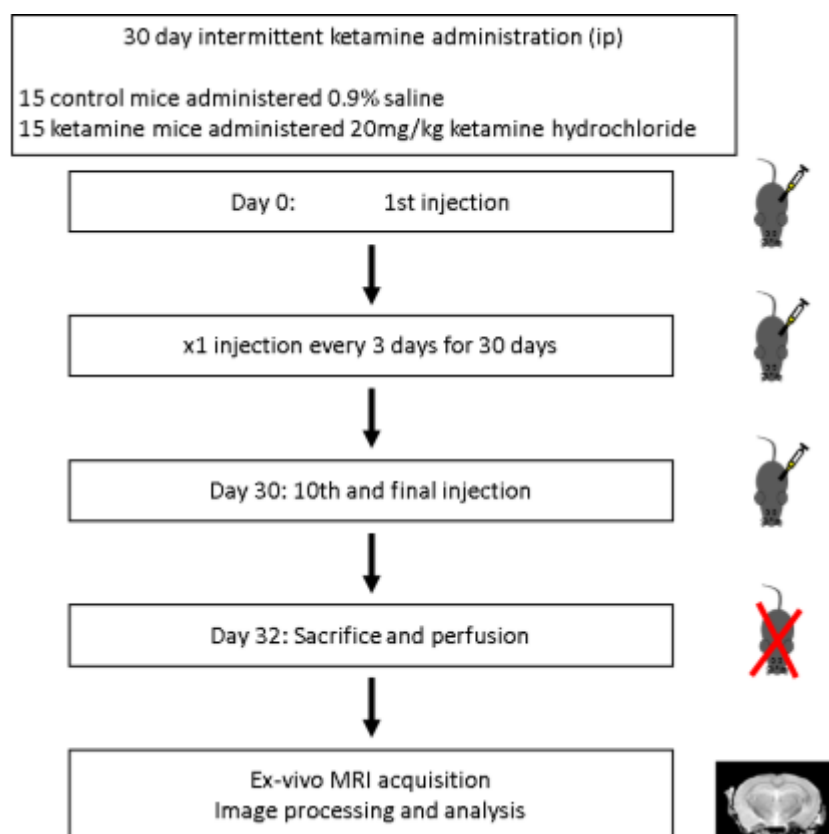 30 day intermittent ketamine administration (ip)
15 control mice administered 0.9% saline
15 ketamine mice administered 20mg/kg ketamine hydrochloride
Day 0: 1st injection
x1 injection every 3 days for 30 days
Day 30: 10th and final injection
Day 32: Sacrifice and perfusion
Ex-vivo MRI acquisition
Image processing and analysis